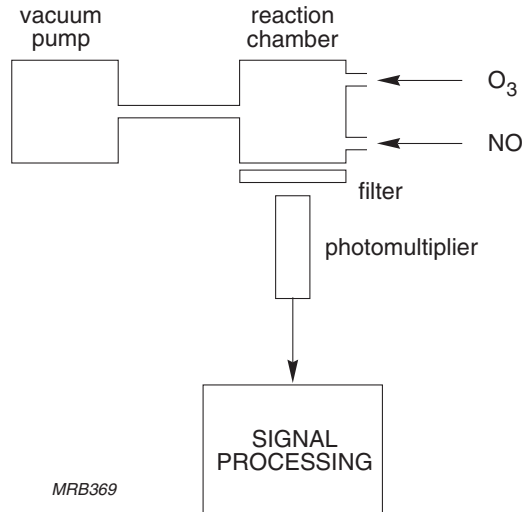 vacuum
pump
reaction
chamber
O₃
NO
filter
photomultiplier
SIGNAL
PROCESSING
MRB369